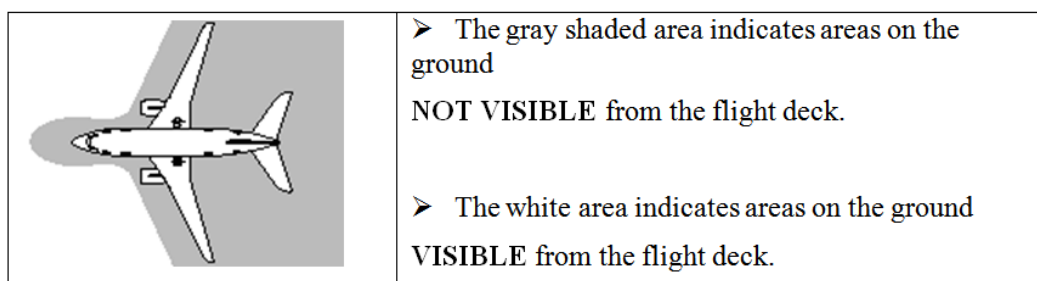 ➢ The gray shaded area indicates areas on the
ground
NOT VISIBLE from the flight deck.
➢ The white area indicates areas on the ground
VISIBLE from the flight deck.